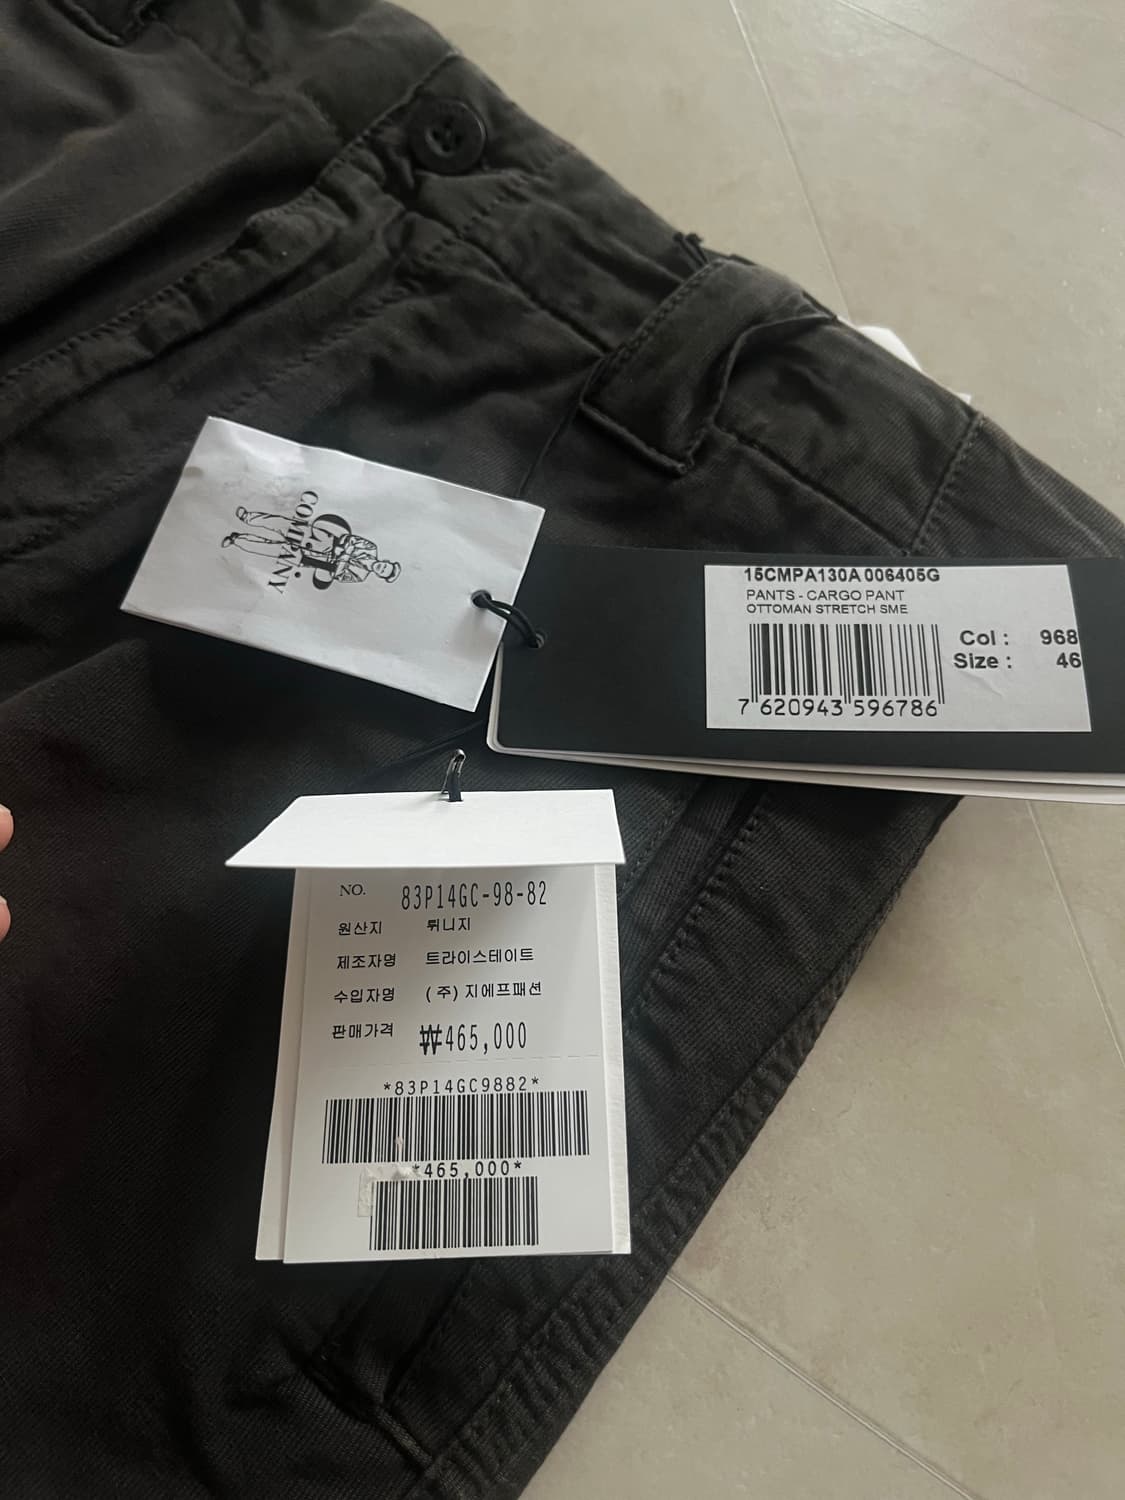 C.P.
COMPANY
15CMPA130A 006405G
PANTS - CARGO PANT
OTTOMAN STRETCH SME
Col : 968
Size : 46
7 620943 596786
NO. 83P14GC-98-82
원산지 튀니지
제조자명 트라이스테이트
수입자명 (주)지에프패션
판매가격 ₩465,000
*83P14GC9882*
*465,000*